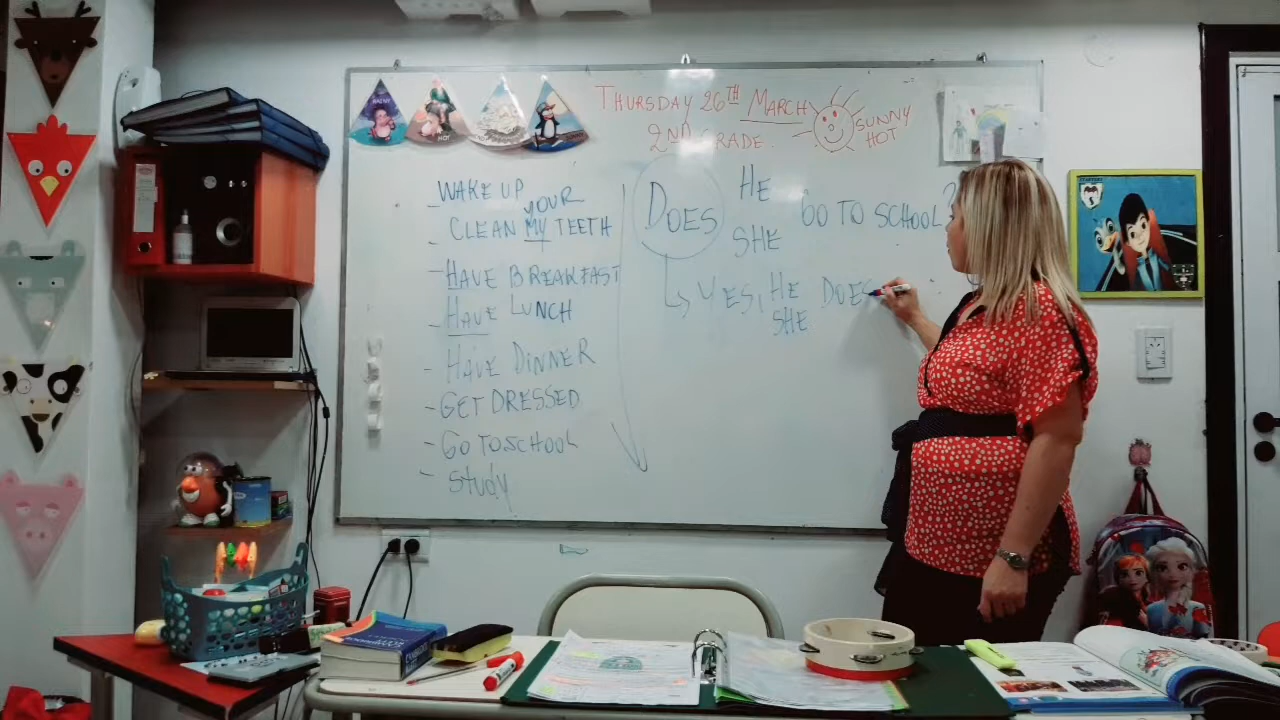 THURSDAY 26TH MARCH
2ND GRADE.
SUNNY
HOT
HOT
- WAKE UP
YOUR
- CLEAN MY TEETH
- HAVE BREAKFAST
- HAVE LUNCH
- HAVE DINNER
- GET DRESSED
- GO TO SCHOOL
- study
DOES HE GO TO SCHOOL ?
SHE
YES, HE DOES
SHE